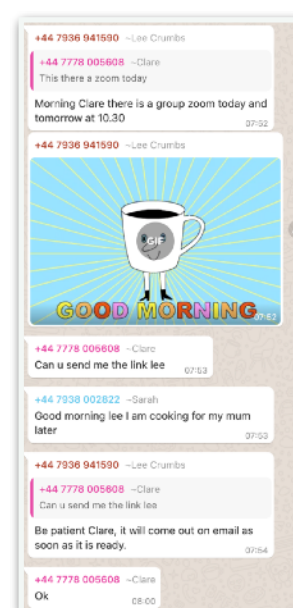 +44 7936 941590 ~Lee Crumbs
+44 7778 005608 ~Clare
This there a zoom today
Morning Clare there is a group zoom today and
tomorrow at 10.30
07:52
+44 7936 941590 ~Lee Crumbs
GIF
GOOD MORNING
07:52
+44 7778 005608 ~Clare
Can u send me the link lee
07:53
+44 7938 002822 ~Sarah
Good morning lee I am cooking for my mum
later
07:53
+44 7936 941590 ~Lee Crumbs
+44 7778 005608 ~Clare
Can u send me the link lee
Be patient Clare, it will come out on email as
soon as it is ready.
07:54
+44 7778 005608 ~Clare
Ok
08:00